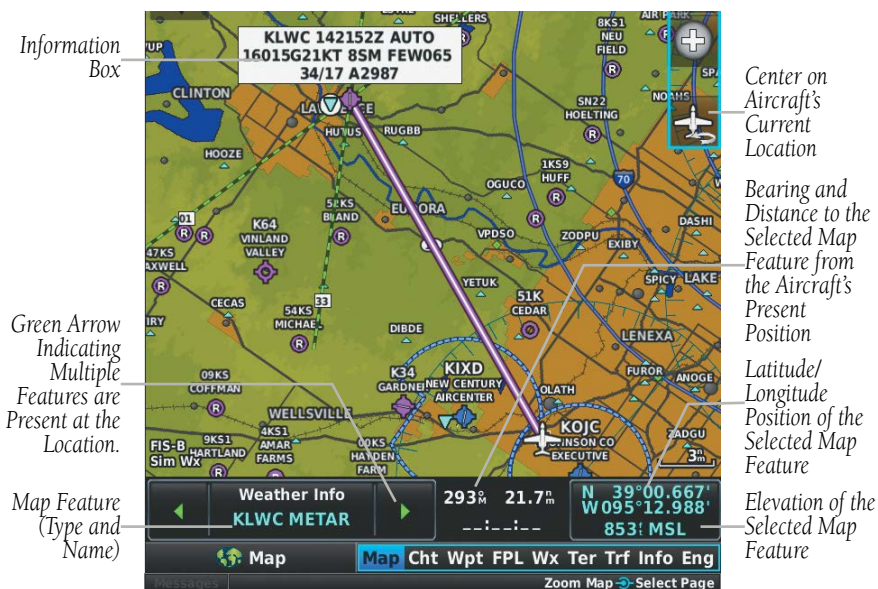 Information
Box
Green Arrow
Indicating
Multiple
Features are
Present at the
Location.
Map Feature
(Type and
Name)
KLWC 142152Z AUTO
16015G21KT 8SM FEW065
34/17 A2987
SHELLERS
8KS1
NEU
FIELD
R
AIR PARK
CLINTON
NOAHS
SN22
HOELTING
R
HUTUS
RUGBB
HOOZE
1KS9
HUFF
R
70
OGUCO
R
01
R
R
K64
VINLAND
VALLEY
BLAND
R
VPDSO
ZODPU
EXIBY
DASHI
47KS
R
YETUK
SPICY
LAKE
CECAS
33
54KS
R
51K
CEDAR
DIBDE
LENEXA
09KS
COFFMAN
R
K34
KIXD
NEW CENTURY
AIRCENTER
FUROR
ANOGE
OLATH
WELLSVILLE
KOJC
EXECUTIVE
ZADGU
FIS-B
Sim Wx
9KS1
HARTLAND
R
4KS1
AMAR
FARMS
R
HAYDEN
FARM
3nm
Weather Info
KLWC METAR
293°M 21.7nm
__:__:__
N 39°00.667'
W095°12.988'
853ft MSL
Map
Map Cht Wpt FPL Wx Ter Trf Info Eng
Messages
Zoom Map Select Page
Center on
Aircraft's
Current
Location
Bearing and
Distance to the
Selected Map
Feature from
the Aircraft's
Present
Position
Latitude/
Longitude
Position of the
Selected Map
Feature
Elevation of the
Selected Map
Feature